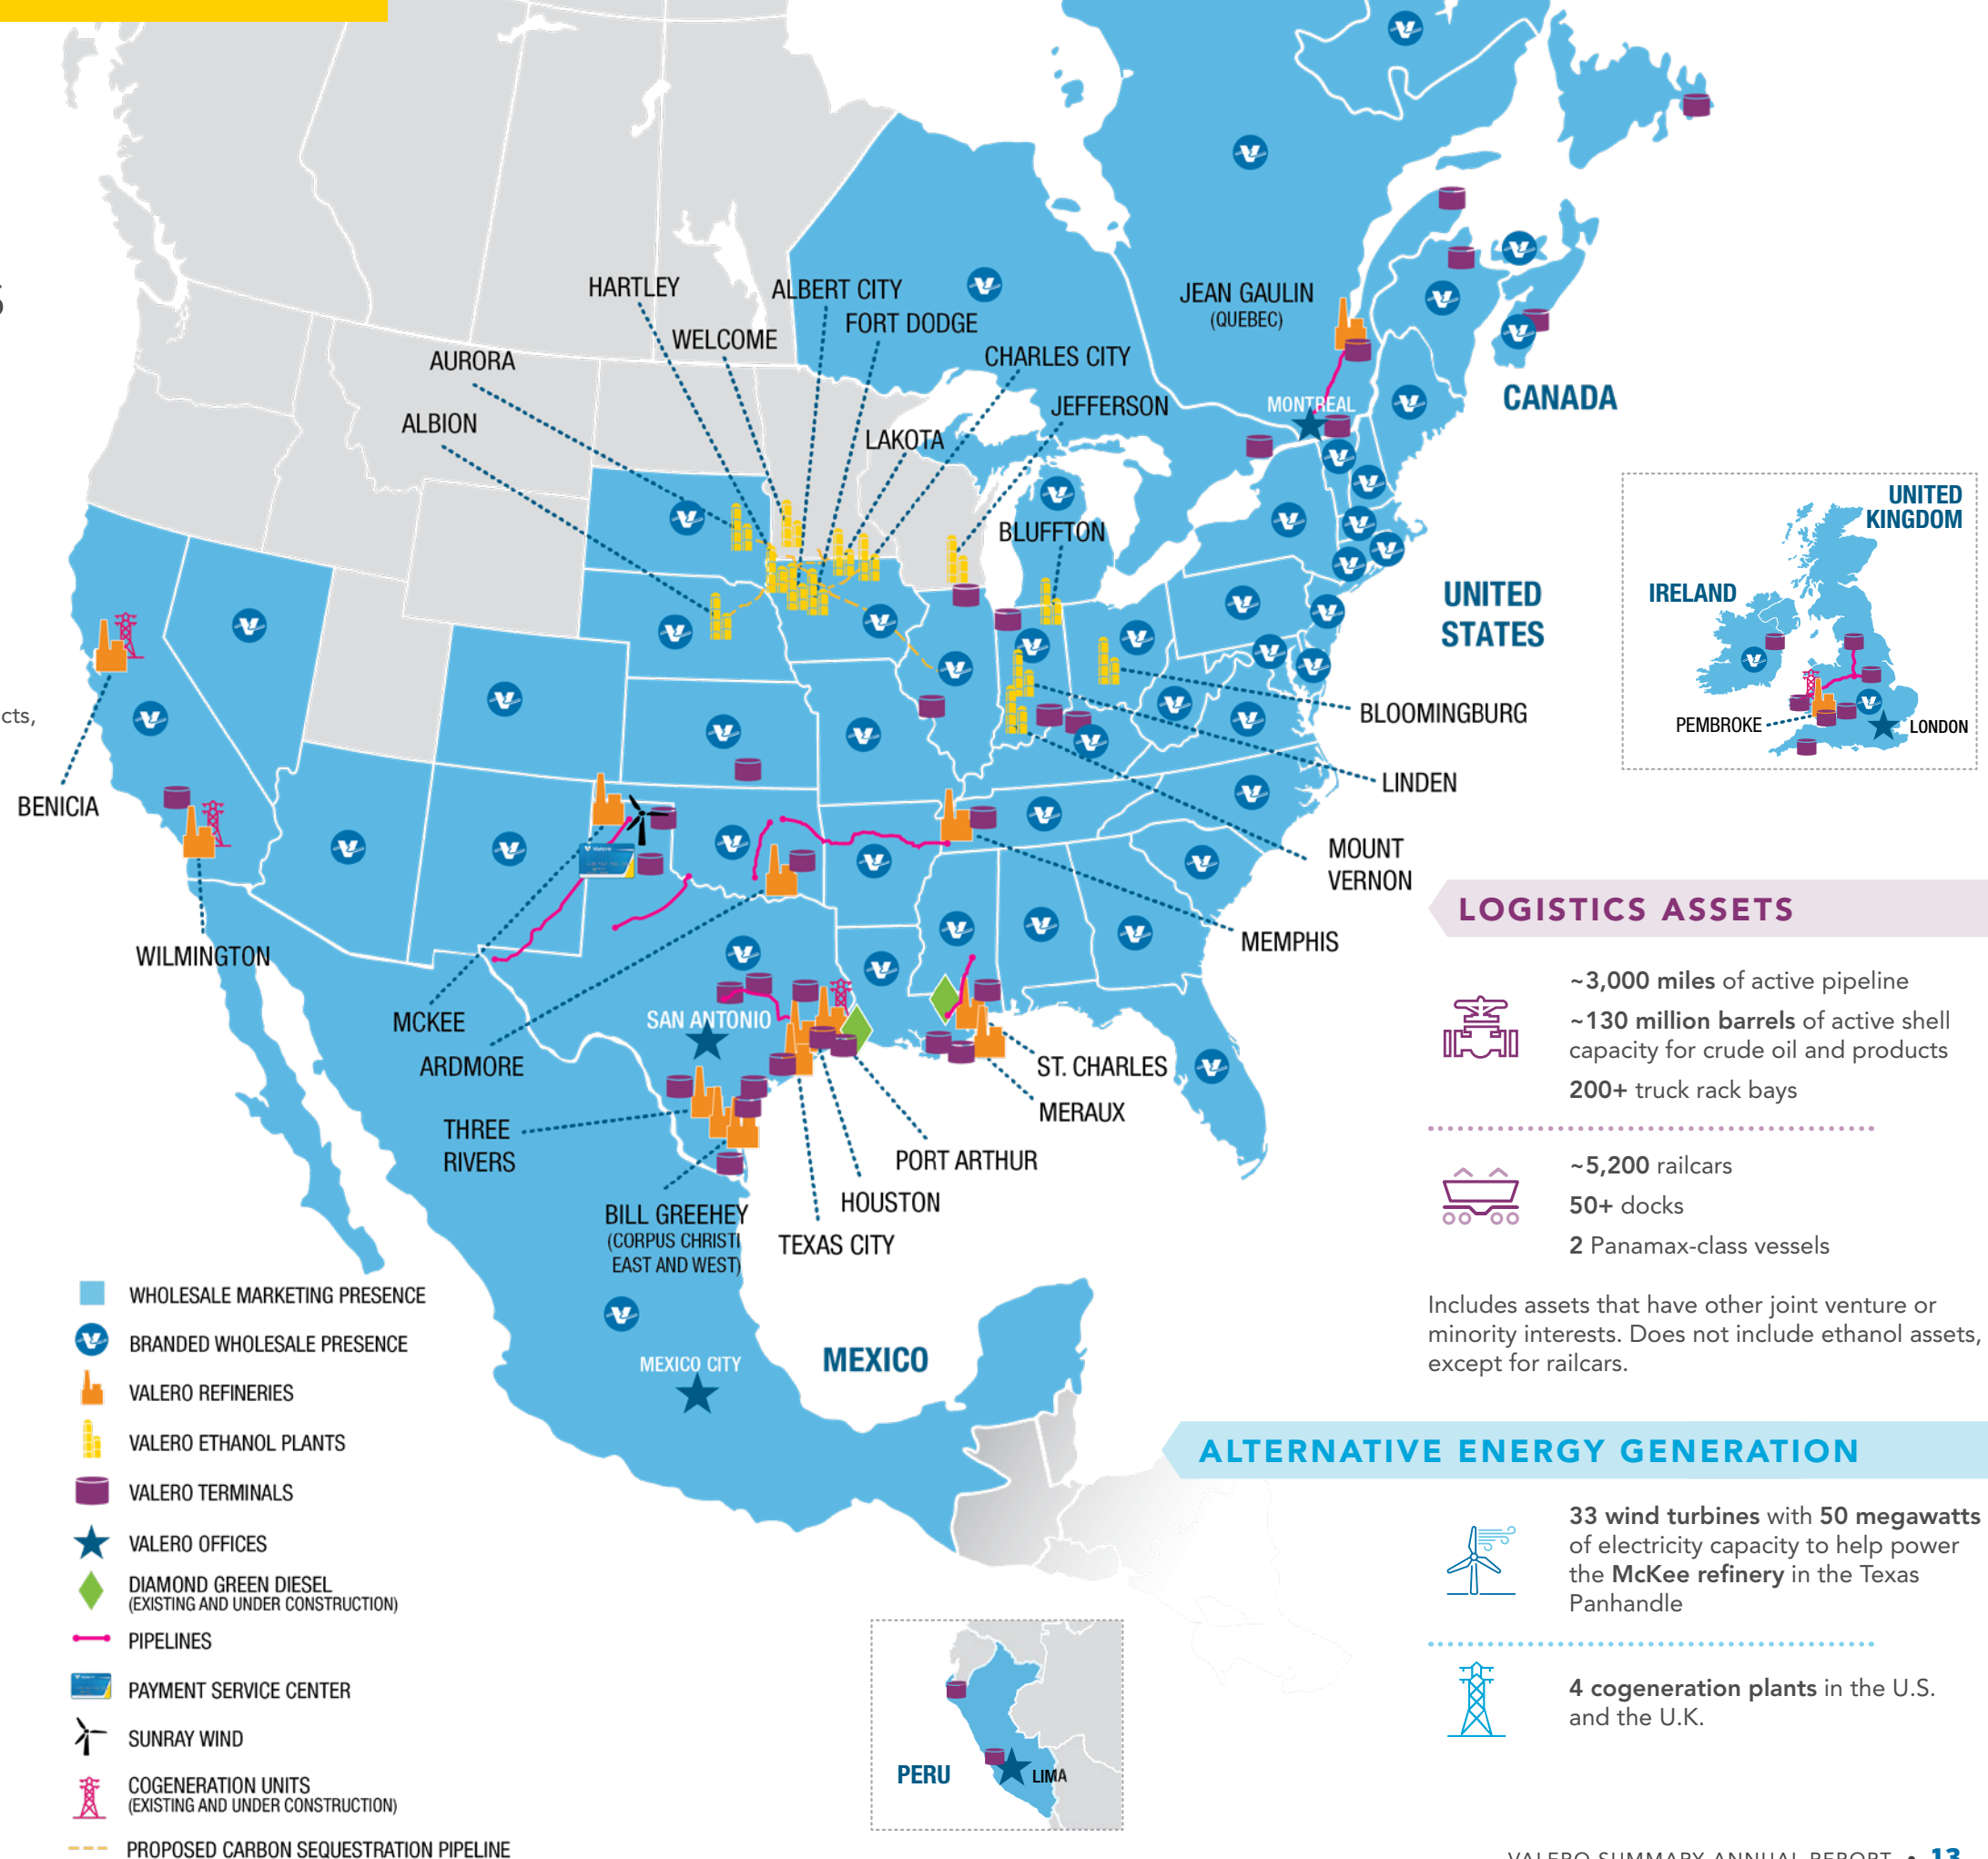 S
cts,
HARTLEY
ALBERT CITY
WELCOME
FORT DODGE
AURORA
CHARLES CITY
ALBION
JEFFERSON
LAKOTA
BLUFFTON
JEAN GAULIN
(QUEBEC)
MONTREAL
CANADA
UNITED
STATES
UNITED
KINGDOM
IRELAND
PEMBROKE
LONDON
BLOOMINGBURG
LINDEN
MOUNT
VERNON
MEMPHIS
BENICIA
WILMINGTON
MCKEE
ARDMORE
SAN ANTONIO
THREE
RIVERS
BILL GREEHEY
(CORPUS CHRISTI
EAST AND WEST)
ST. CHARLES
MERAUX
PORT ARTHUR
HOUSTON
TEXAS CITY
MEXICO CITY
MEXICO
LOGISTICS ASSETS
~3,000 miles of active pipeline
~130 million barrels of active shell
capacity for crude oil and products
200+ truck rack bays
~5,200 railcars
50+ docks
2 Panamax-class vessels
Includes assets that have other joint venture or
minority interests. Does not include ethanol assets,
except for railcars.
ALTERNATIVE ENERGY GENERATION
33 wind turbines with 50 megawatts
of electricity capacity to help power
the McKee refinery in the Texas
Panhandle
4 cogeneration plants in the U.S.
and the U.K.
WHOLESALE MARKETING PRESENCE
BRANDED WHOLESALE PRESENCE
VALERO REFINERIES
VALERO ETHANOL PLANTS
VALERO TERMINALS
VALERO OFFICES
DIAMOND GREEN DIESEL
(EXISTING AND UNDER CONSTRUCTION)
PIPELINES
PAYMENT SERVICE CENTER
SUNRAY WIND
COGENERATION UNITS
(EXISTING AND UNDER CONSTRUCTION)
PROPOSED CARBON SEQUESTRATION PIPELINE
PERU
LIMA
VALERO SUMMARY ANNUAL REPORT • 13